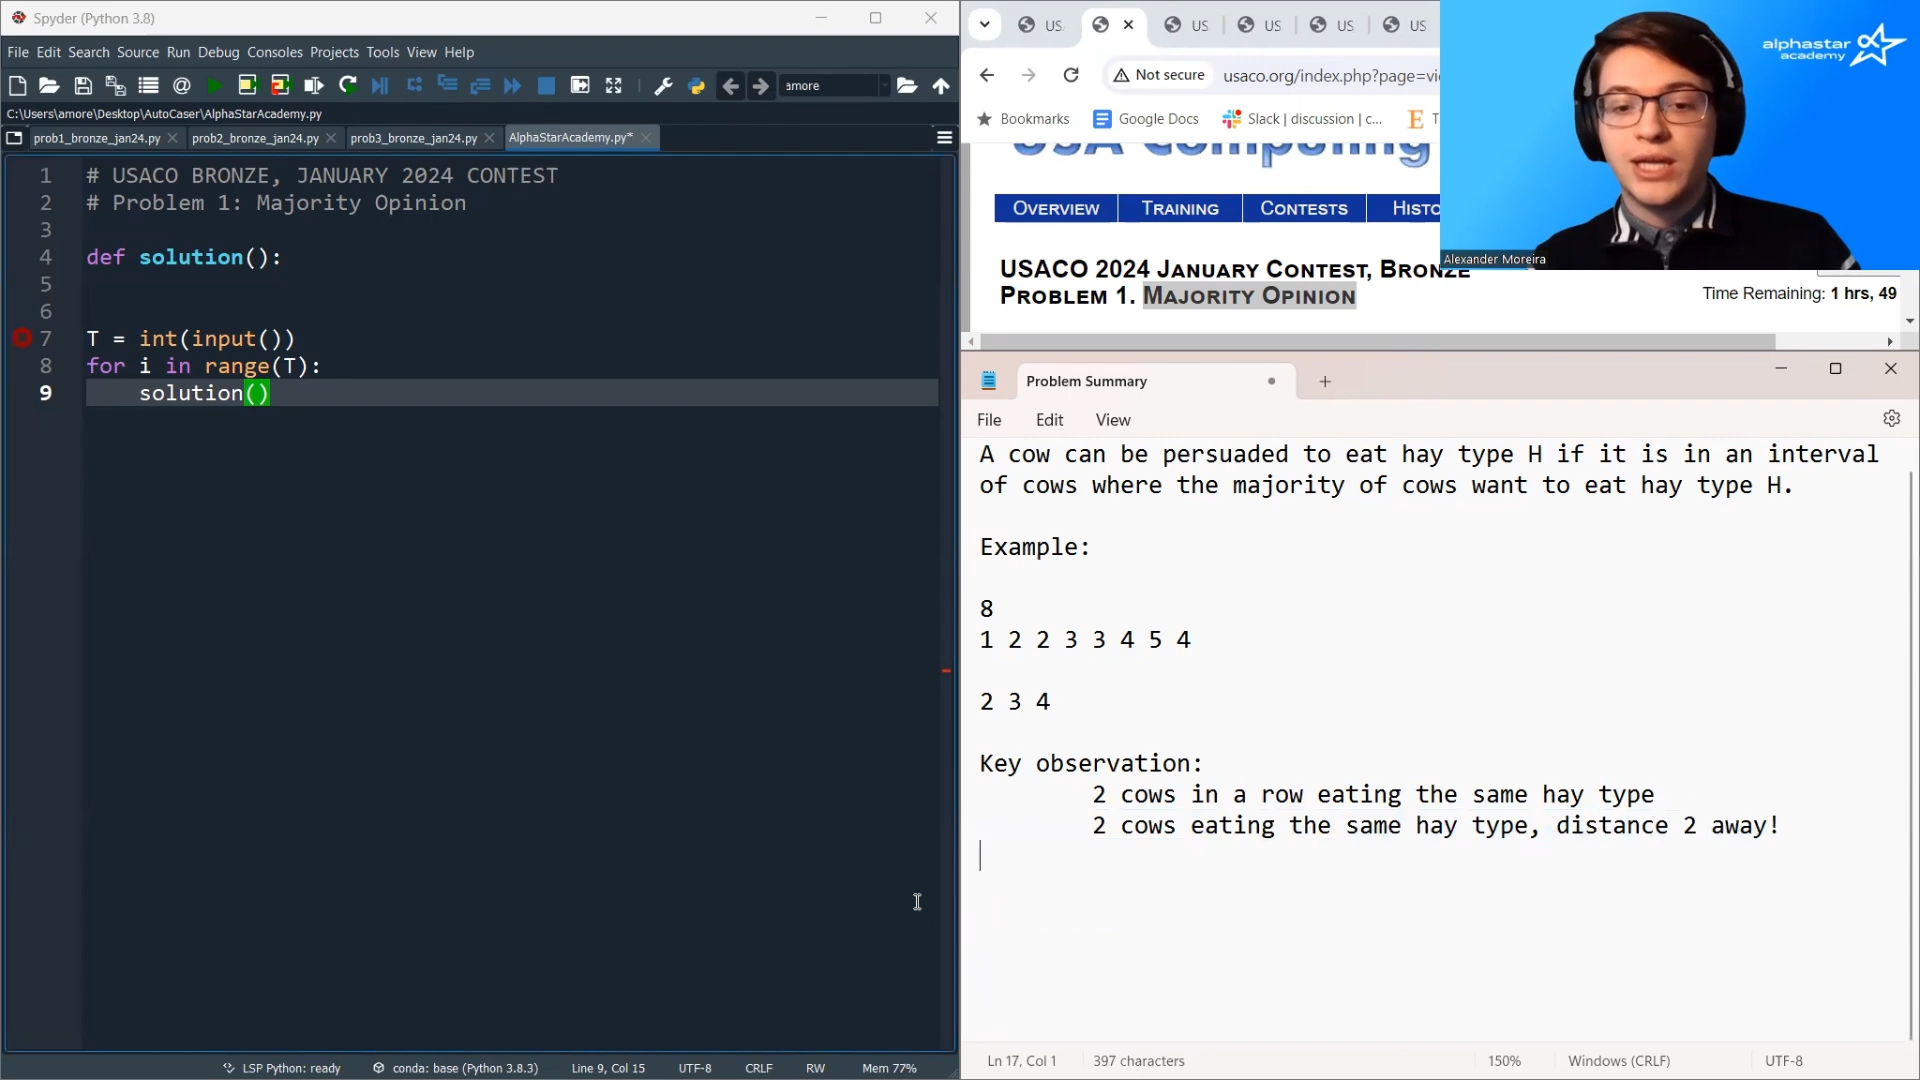 Spyder (Python 3.8)
File Edit Search Source Run Debug Consoles Projects Tools View Help
amore
C:\Users\amore\Desktop\AutoCaser\AlphaStarAcademy.py
prob1_bronze_jan24.py prob2_bronze_jan24.py prob3_bronze_jan24.py AlphaStarAcademy.py*
1 # USACO BRONZE, JANUARY 2024 CONTEST
2 # Problem 1: Majority Opinion
3
4 def solution():
5
6
7 T = int(input())
8 for i in range(T):
9 solution()
LSP Python: ready conda: base (Python 3.8.3) Line 9, Col 15 UTF-8 CRLF RW Mem 77%
US US US US US
Not secure usaco.org/index.php?page=vi
Bookmarks Google Docs Slack | discussion | c... T
USA Computing
OVERVIEW TRAINING CONTESTS HISTO
USACO 2024 JANUARY CONTEST, BRONZE
PROBLEM 1. MAJORITY OPINION
Time Remaining: 1 hrs, 49
alphastar
academy
Alexander Moreira
Problem Summary
File Edit View
A cow can be persuaded to eat hay type H if it is in an interval
of cows where the majority of cows want to eat hay type H.
Example:
8
1 2 2 3 3 4 5 4
2 3 4
Key observation:
2 cows in a row eating the same hay type
2 cows eating the same hay type, distance 2 away!
Ln 17, Col 1 397 characters 150% Windows (CRLF) UTF-8